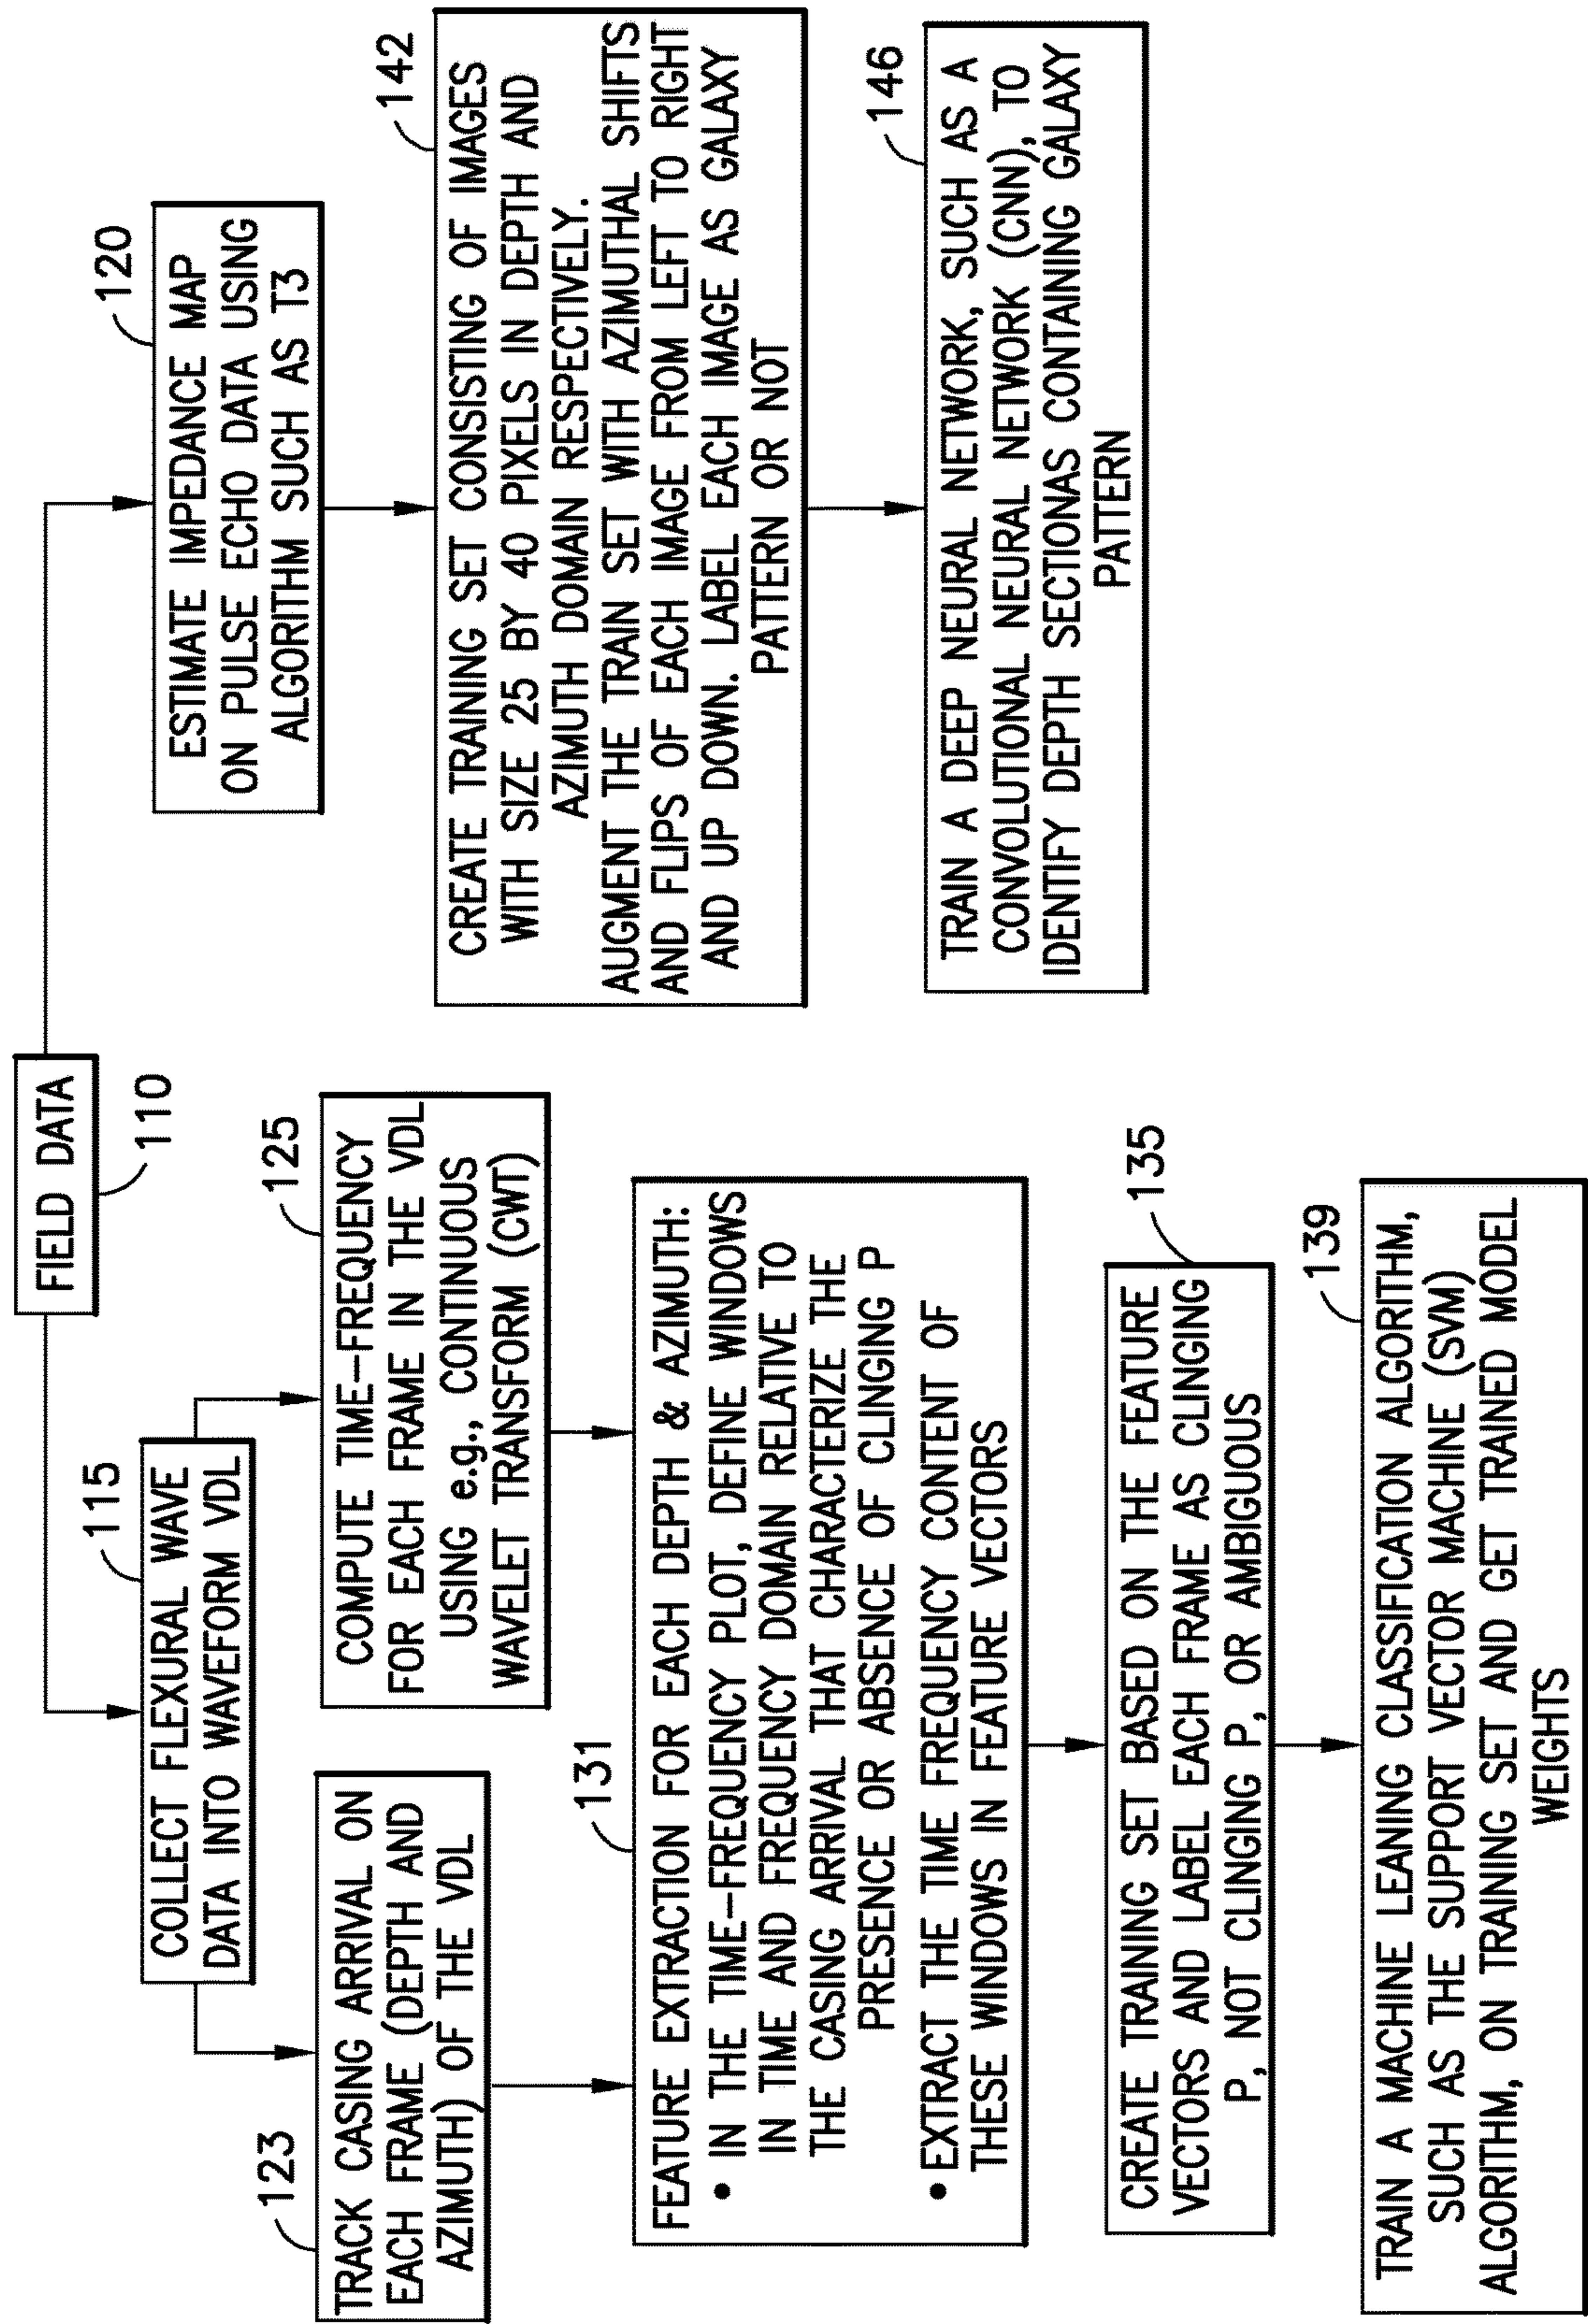 FIELD DATA
110
115
COLLECT FLEXURAL WAVE
DATA INTO WAVEFORM VDL
120
ESTIMATE IMPEDANCE MAP
ON PULSE ECHO DATA USING
ALGORITHM SUCH AS T3
123
TRACK CASING ARRIVAL ON
EACH FRAME (DEPTH AND
AZIMUTH) OF THE VDL
125
COMPUTE TIME-FREQUENCY
FOR EACH FRAME IN THE VDL
USING e.g., CONTINUOUS
WAVELET TRANSFORM (CWT)
131
FEATURE EXTRACTION FOR EACH DEPTH & AZIMUTH:
• IN THE TIME-FREQUENCY PLOT, DEFINE WINDOWS
IN TIME AND FREQUENCY DOMAIN RELATIVE TO
THE CASING ARRIVAL THAT CHARACTERIZE THE
PRESENCE OR ABSENCE OF CLINGING P
• EXTRACT THE TIME FREQUENCY CONTENT OF
THESE WINDOWS IN FEATURE VECTORS
135
CREATE TRAINING SET BASED ON THE FEATURE
VECTORS AND LABEL EACH FRAME AS CLINGING
P, NOT CLINGING P, OR AMBIGUOUS
139
TRAIN A MACHINE LEANING CLASSIFICATION ALGORITHM,
SUCH AS THE SUPPORT VECTOR MACHINE (SVM)
ALGORITHM, ON TRAINING SET AND GET TRAINED MODEL
WEIGHTS
142
CREATE TRAINING SET CONSISTING OF IMAGES
WITH SIZE 25 BY 40 PIXELS IN DEPTH AND
AZIMUTH DOMAIN RESPECTIVELY.
AUGMENT THE TRAIN SET WITH AZIMUTHAL SHIFTS
AND FLIPS OF EACH IMAGE FROM LEFT TO RIGHT
AND UP DOWN. LABEL EACH IMAGE AS GALAXY
PATTERN OR NOT
146
TRAIN A DEEP NEURAL NETWORK, SUCH AS A
CONVOLUTIONAL NEURAL NETWORK (CNN), TO
IDENTIFY DEPTH SECTIONAS CONTAINING GALAXY
PATTERN